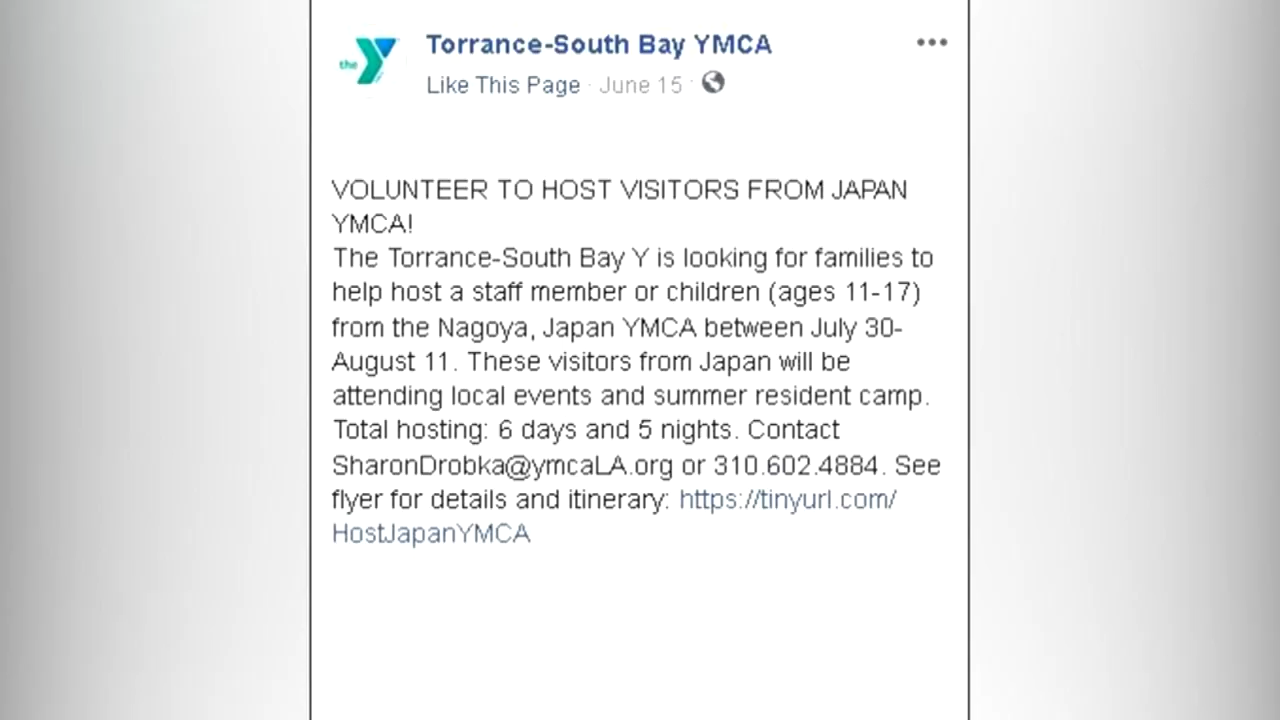 the
Torrance-South Bay YMCA
Like This Page · June 15 ·
VOLUNTEER TO HOST VISITORS FROM JAPAN
YMCA!
The Torrance-South Bay Y is looking for families to
help host a staff member or children (ages 11-17)
from the Nagoya, Japan YMCA between July 30-
August 11. These visitors from Japan will be
attending local events and summer resident camp.
Total hosting: 6 days and 5 nights. Contact
SharonDrobka@ymcaLA.org or 310.602.4884. See
flyer for details and itinerary: https://tinyurl.com/
HostJapanYMCA